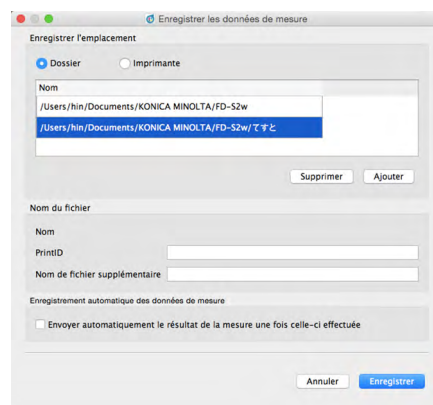 Enregistrer les données de mesure
Enregistrer l'emplacement
Dossier Imprimante
Nom
/Users/hin/Documents/KONICA MINOLTA/FD-S2w
/Users/hin/Documents/KONICA MINOLTA/FD-S2w/てすと
Supprimer Ajouter
Nom du fichier
Nom
PrintID
Nom de fichier supplémentaire
Enregistrement automatique des données de mesure
Envoyer automatiquement le résultat de la mesure une fois celle-ci effectuée
Annuler Enregistrer